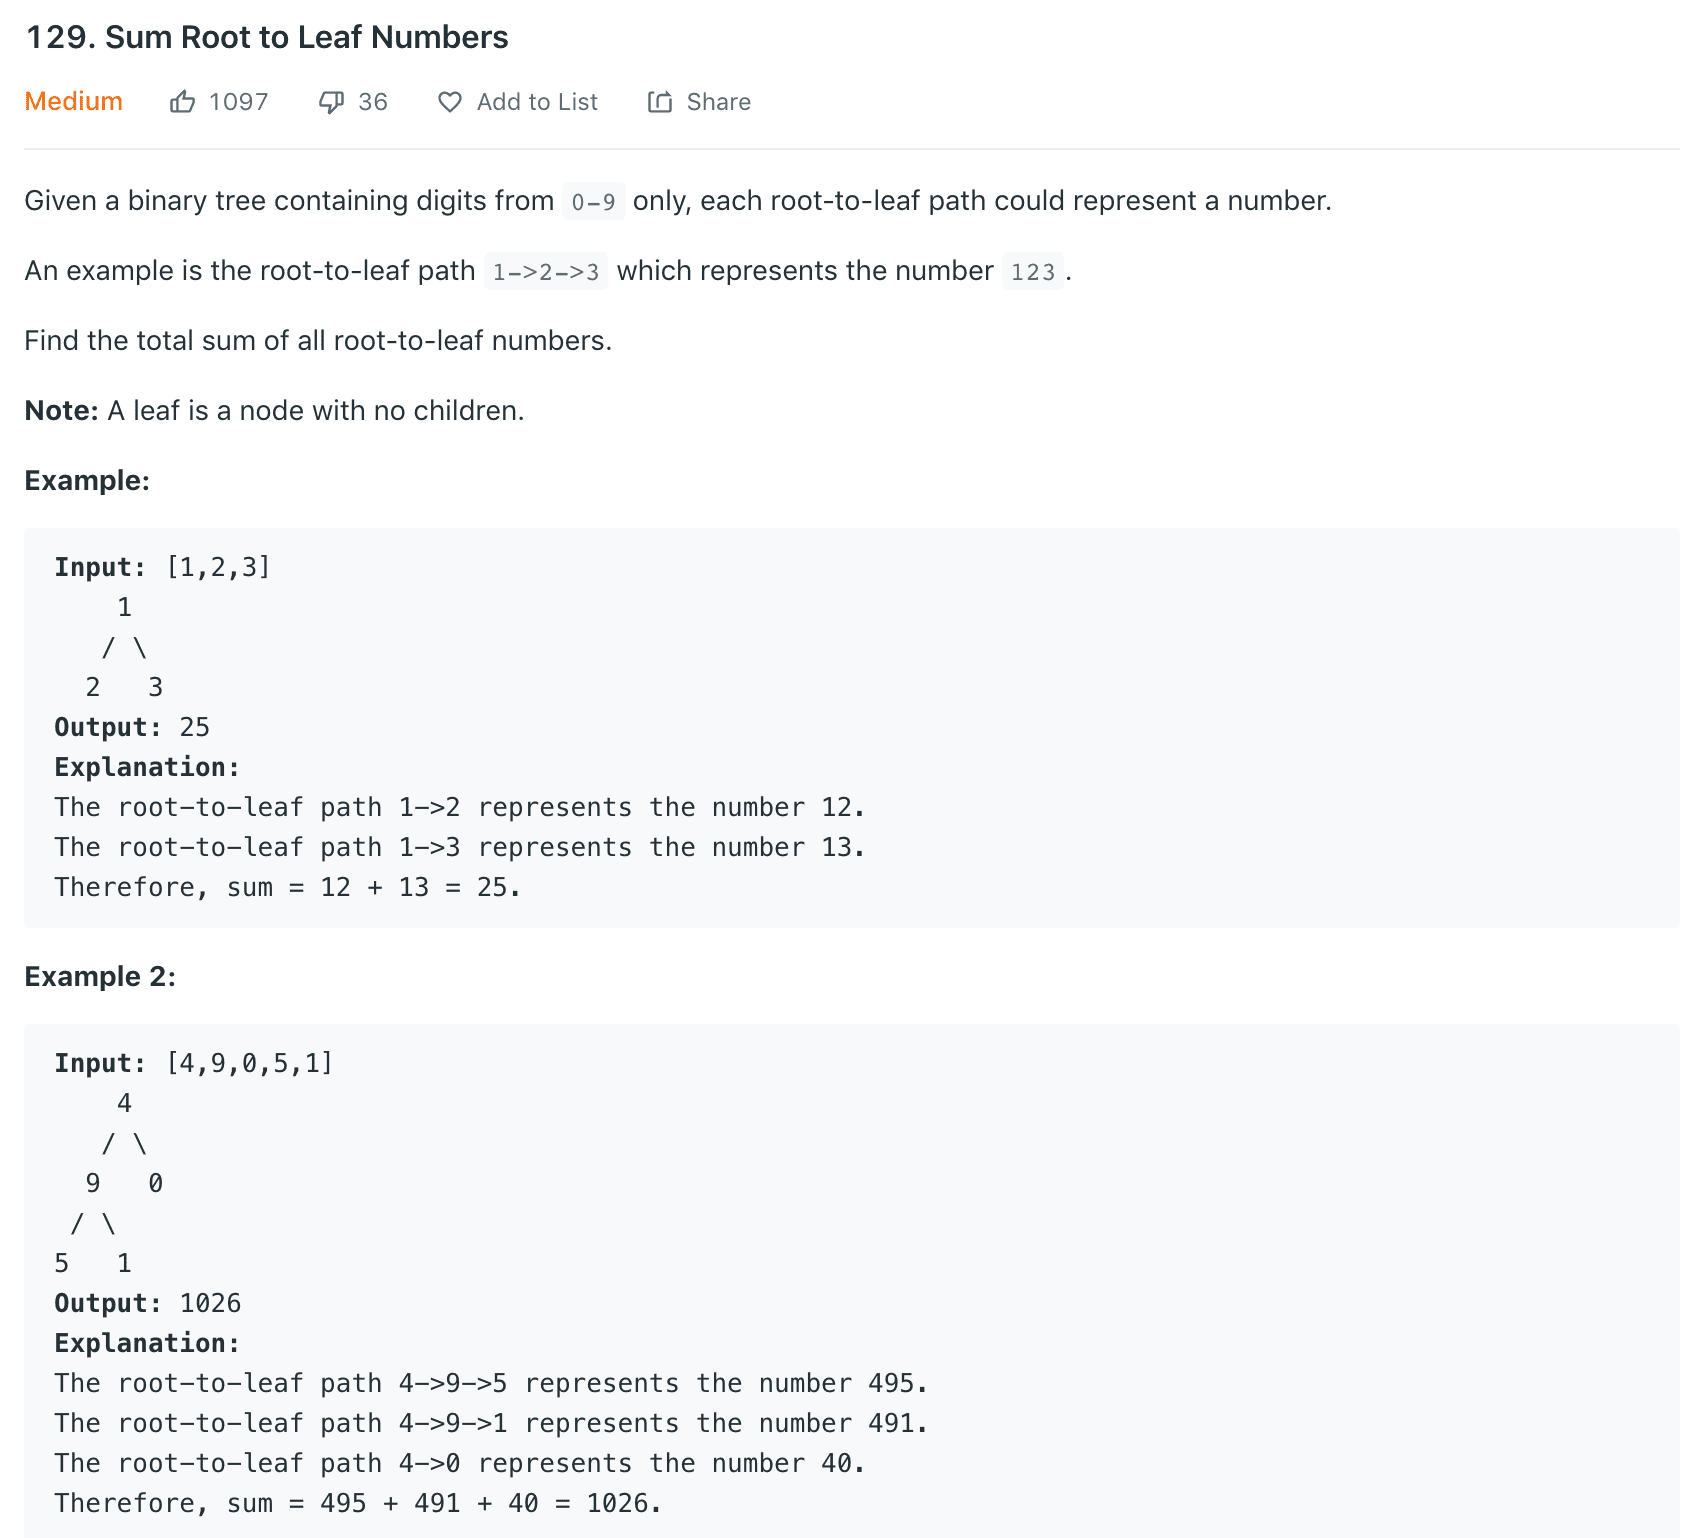 129. Sum Root to Leaf Numbers
Medium 1097 36 Add to List Share
Given a binary tree containing digits from 0-9 only, each root-to-leaf path could represent a number.
An example is the root-to-leaf path 1->2->3 which represents the number 123.
Find the total sum of all root-to-leaf numbers.
Note: A leaf is a node with no children.
Example:
Input: [1,2,3]
    1
   / \
  2   3
Output: 25
Explanation:
The root-to-leaf path 1->2 represents the number 12.
The root-to-leaf path 1->3 represents the number 13.
Therefore, sum = 12 + 13 = 25.
Example 2:
Input: [4,9,0,5,1]
    4
   / \
  9   0
 / \
5   1
Output: 1026
Explanation:
The root-to-leaf path 4->9->5 represents the number 495.
The root-to-leaf path 4->9->1 represents the number 491.
The root-to-leaf path 4->0 represents the number 40.
Therefore, sum = 495 + 491 + 40 = 1026.